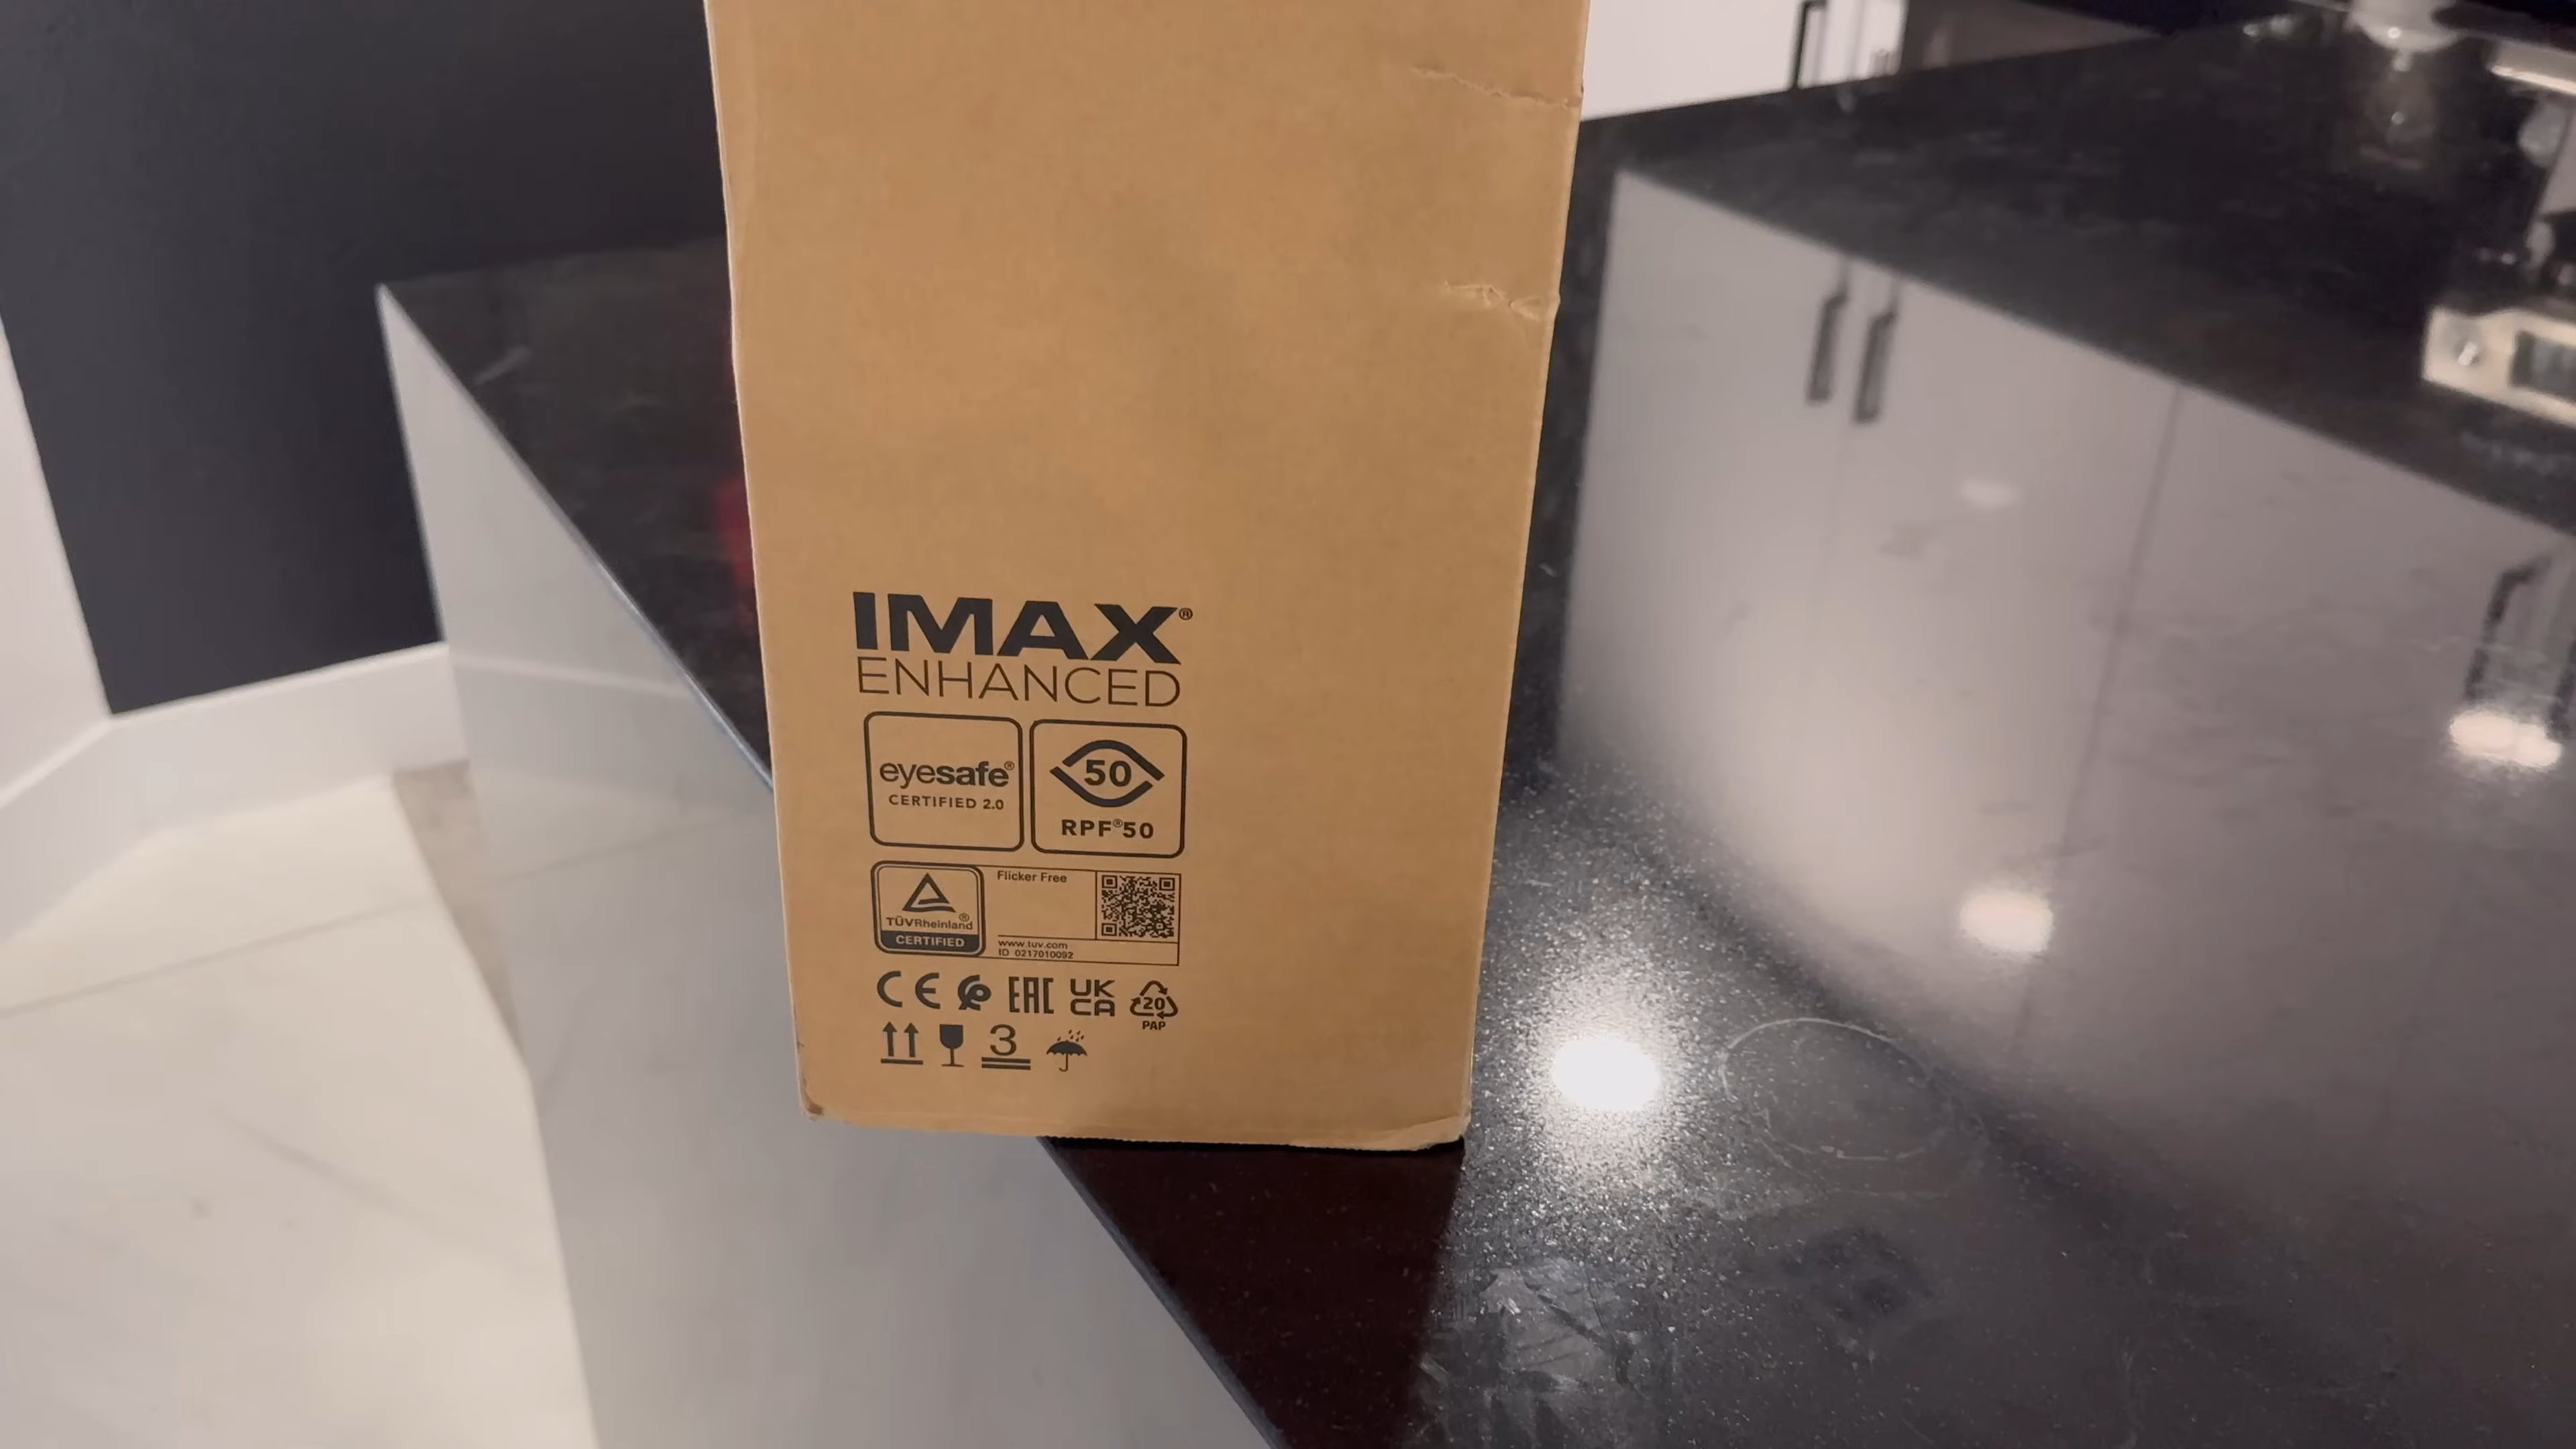 IMAX®
ENHANCED
eyesafe®
CERTIFIED 2.0
50
RPF®50
TÜVRheinland®
CERTIFIED
Flicker Free
www.tuv.com
ID 0217010092
CE EAC UK CA 20 PAP
3